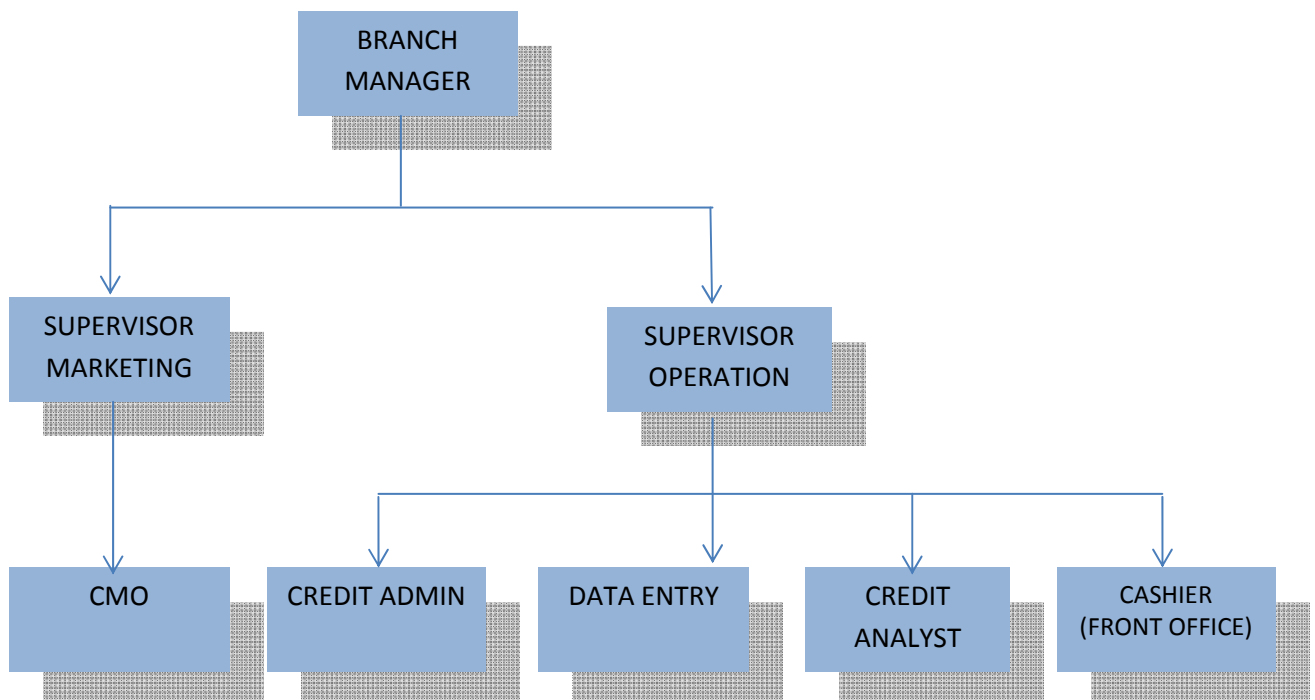 BRANCH
MANAGER
SUPERVISOR
MARKETING
SUPERVISOR
OPERATION
CMO
CREDIT ADMIN
DATA ENTRY
CREDIT
ANALYST
CASHIER
(FRONT OFFICE)